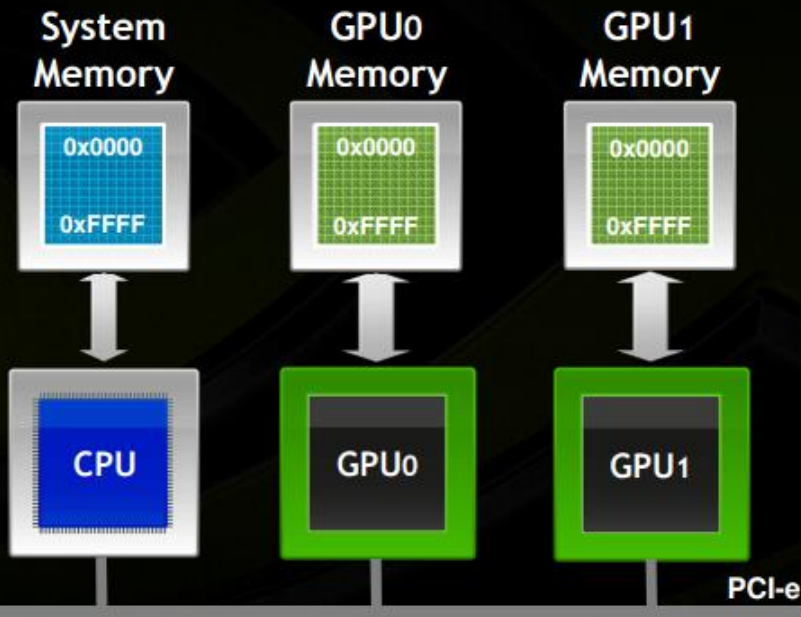 System
Memory
GPU0
Memory
GPU1
Memory
0x0000
0xFFFF
0x0000
0xFFFF
0x0000
0xFFFF
CPU
GPU0
GPU1
PCI-e